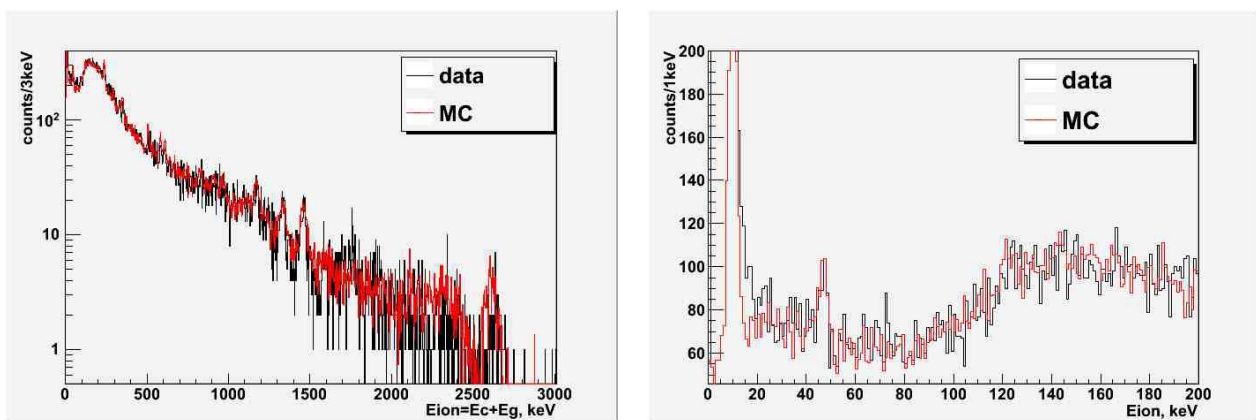 counts/3keV
10²
10
1
data
MC
0 500 1000 1500 2000 2500 3000
Eion=Ec+Eg, keV
counts/1keV
200
180
160
140
120
100
80
60
data
MC
0 20 40 60 80 100 120 140 160 180 200
Eion, keV